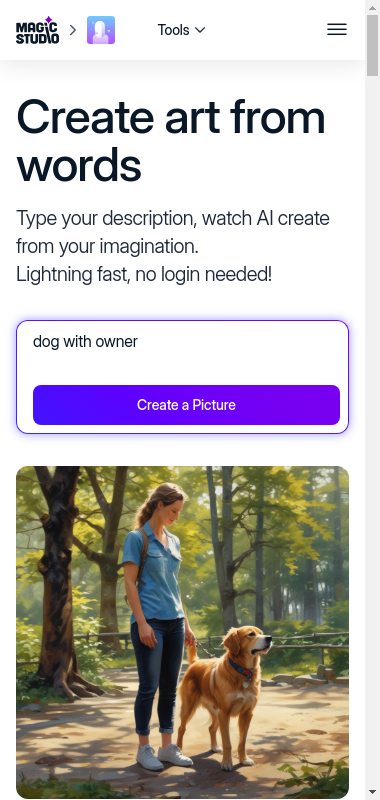 MAGIC
STUDIO
Tools
Create art from
words
Type your description, watch AI create
from your imagination.
Lightning fast, no login needed!
dog with owner
Create a Picture